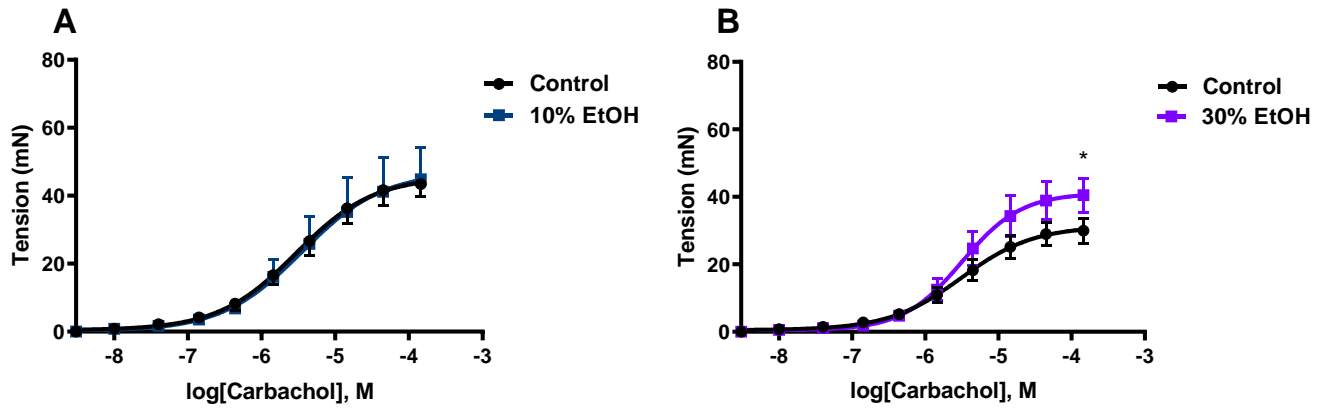 A
80
60
40
20
0
Tension (mN)
-8 -7 -6 -5 -4 -3
log[Carbachol], M
Control
10% EtOH
B
80
60
40
20
0
Tension (mN)
-8 -7 -6 -5 -4 -3
log[Carbachol], M
Control
30% EtOH
*